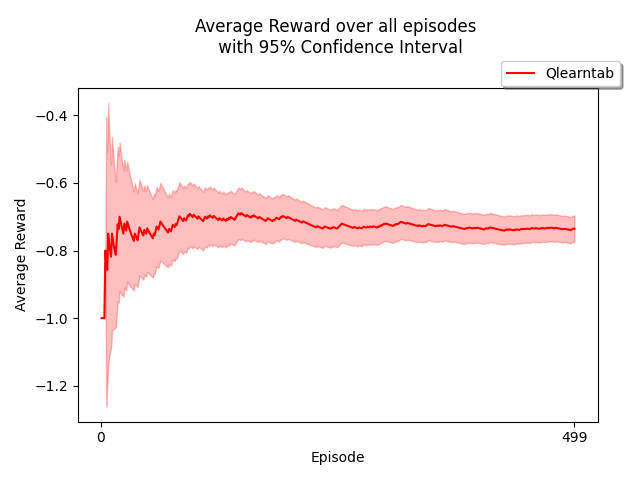 Average Reward over all episodes
with 95% Confidence Interval
Qlearntab
Average Reward
−0.4
−0.6
−0.8
−1.0
−1.2
0
499
Episode